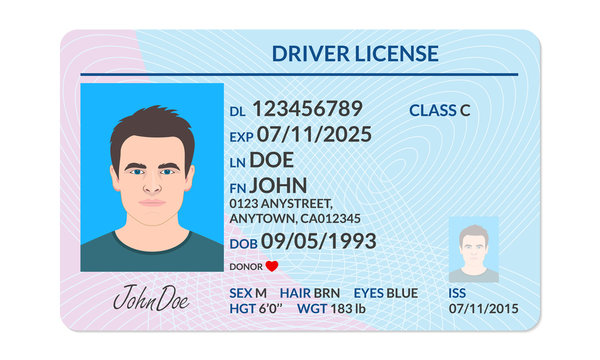 DRIVER LICENSE
DL 123456789 CLASS C
EXP 07/11/2025
LN DOE
FN JOHN
0123 ANYSTREET,
ANYTOWN, CA012345
DOB 09/05/1993
DONOR
JohnDoe
SEX M HAIR BRN EYES BLUE ISS
HGT 6'0'' WGT 183 lb 07/11/2015